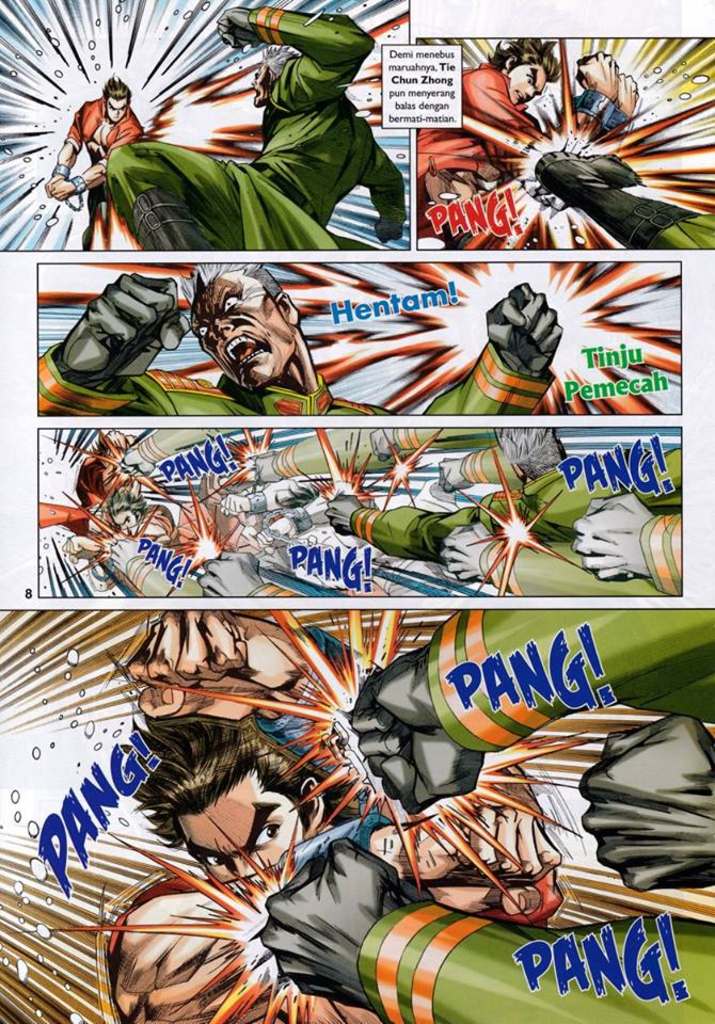 Demi menebus
maruahnya, Tie
Chun Zhong
pun menyerang
balas dengan
bermati-matian.
PANG!
Hentam!
Tinju
Pemecah
PANG!
PANG!
PANG!
PANG!
8
PANG!
PANG!
PANG!